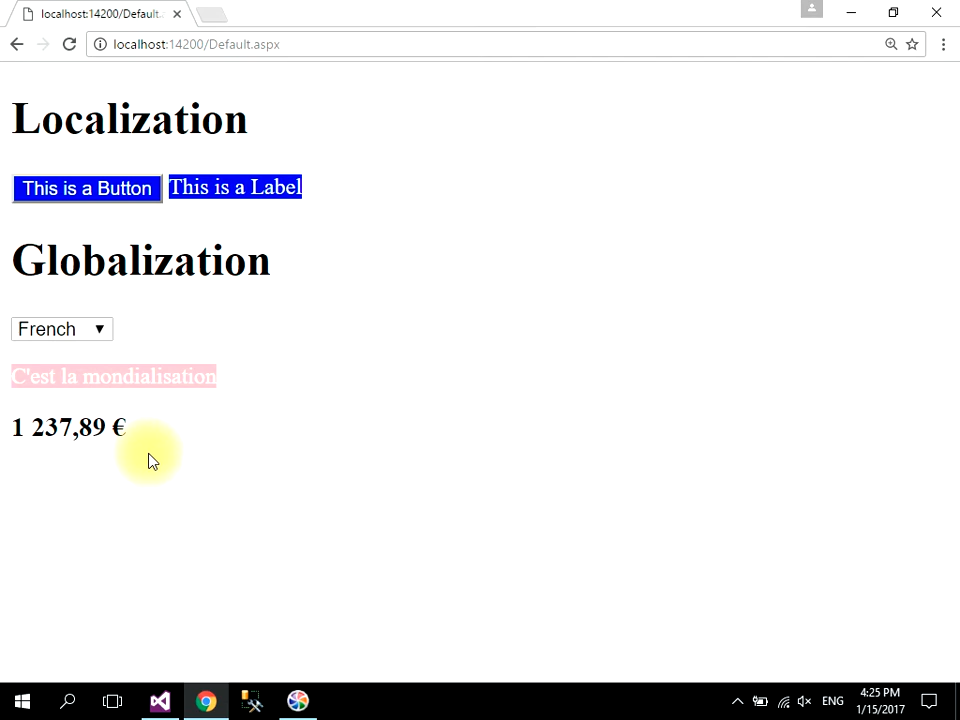 localhost:14200/Default.
localhost:14200/Default.aspx
Localization
This is a Button This is a Label
Globalization
French
C'est la mondialisation
1 237,89 €
ENG
4:25 PM
1/15/2017